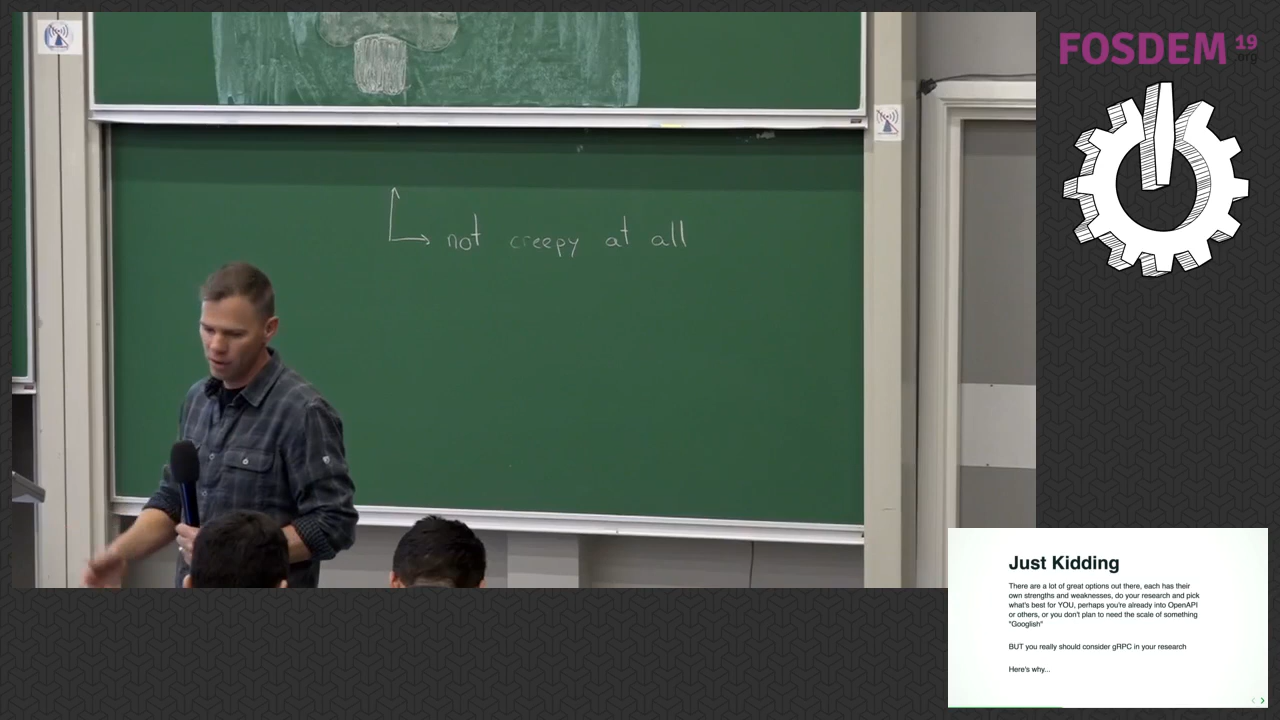 FOSDEM 19
.org
not creepy at all
Just Kidding
There are a lot of great options out there, each has their
own strengths and weaknesses, do your research and pick
what's best for YOU, perhaps you're already into OpenAPI
or others, or you don't plan to need the scale of something
"Googlish"
BUT you really should consider gRPC in your research
Here's why...